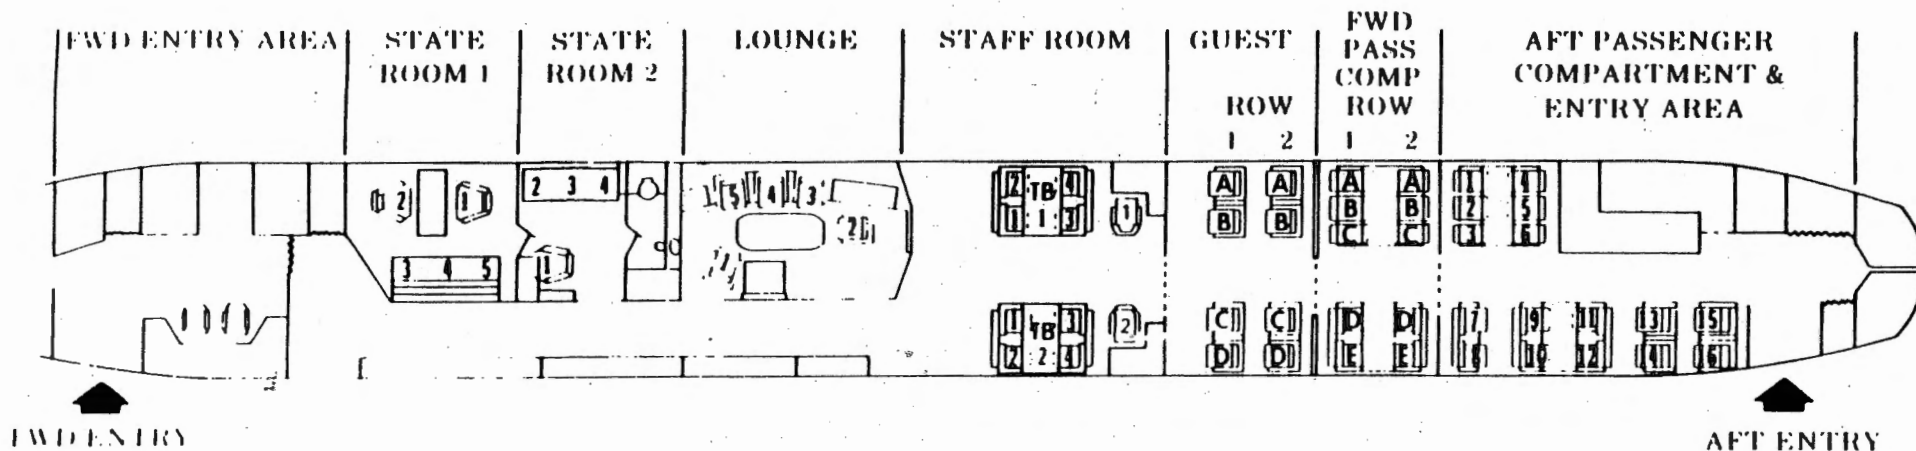 FWD ENTRY AREA
STATE
ROOM 1
STATE
ROOM 2
LOUNGE
STAFF ROOM
GUEST
ROW
1 2
FWD
PASS
COMP
ROW
1 2
AFT PASSENGER
COMPARTMENT &
ENTRY AREA
2 1
3 4 5
2 3 4
1
5 4 3
2
1
2 TB 4
1 1 3
1
1 TB 3
2 2 4
2
A A
B B
C C
D D
A A
B B
C C
D D
E E
1 4
2 5
3 6
7 9 11 13 15
8 10 12 14 16
FWD ENTRY
AFT ENTRY